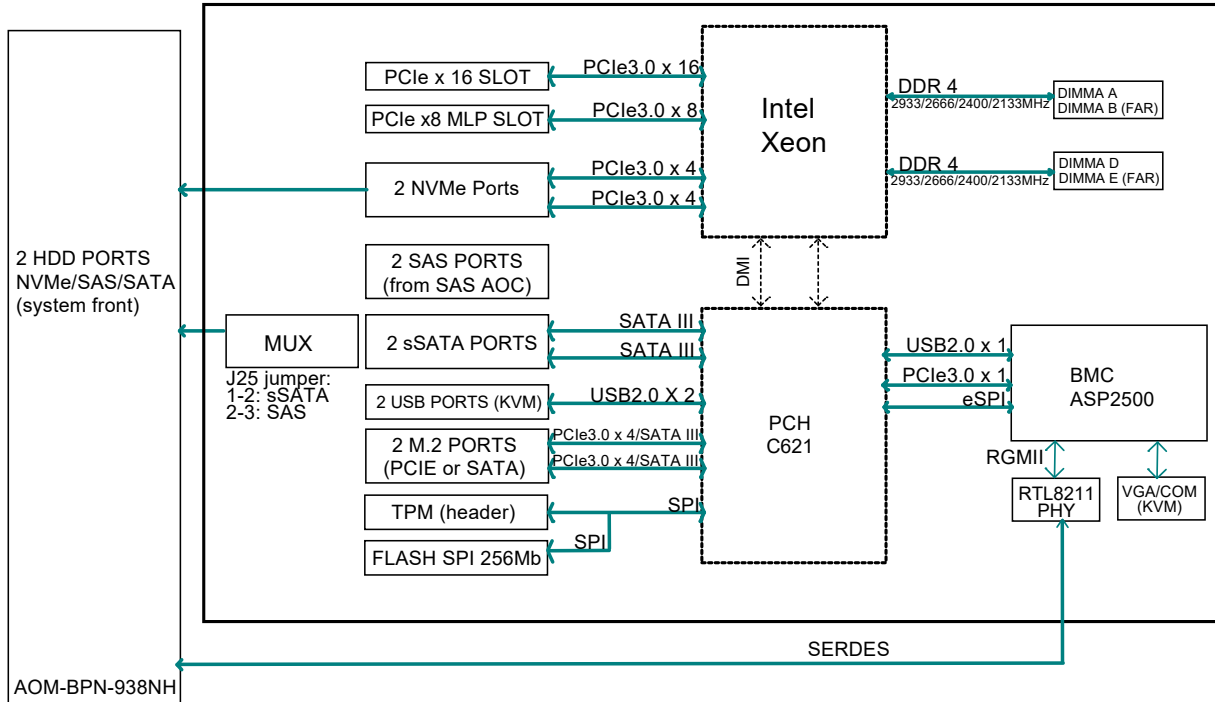 2 HDD PORTS
NVMe/SAS/SATA
(system front)
AOM-BPN-938NH
PCIe x 16 SLOT
PCIe3.0 x 16
PCIe x8 MLP SLOT
PCIe3.0 x 8
2 NVMe Ports
PCIe3.0 x 4
PCIe3.0 x 4
Intel
Xeon
DDR 4
2933/2666/2400/2133MHz
DIMMA A
DIMMA B (FAR)
DDR 4
2933/2666/2400/2133MHz
DIMMA D
DIMMA E (FAR)
2 SAS PORTS
(from SAS AOC)
DMI
MUX
J25 jumper:
1-2: sSATA
2-3: SAS
2 sSATA PORTS
SATA III
SATA III
2 USB PORTS (KVM)
USB2.0 X 2
2 M.2 PORTS
(PCIE or SATA)
PCIe3.0 x 4/SATA III
PCIe3.0 x 4/SATA III
TPM (header)
SPI
FLASH SPI 256Mb
SPI
PCH
C621
USB2.0 x 1
PCIe3.0 x 1
eSPI
BMC
ASP2500
RGMII
RTL8211
PHY
VGA/COM
(KVM)
SERDES